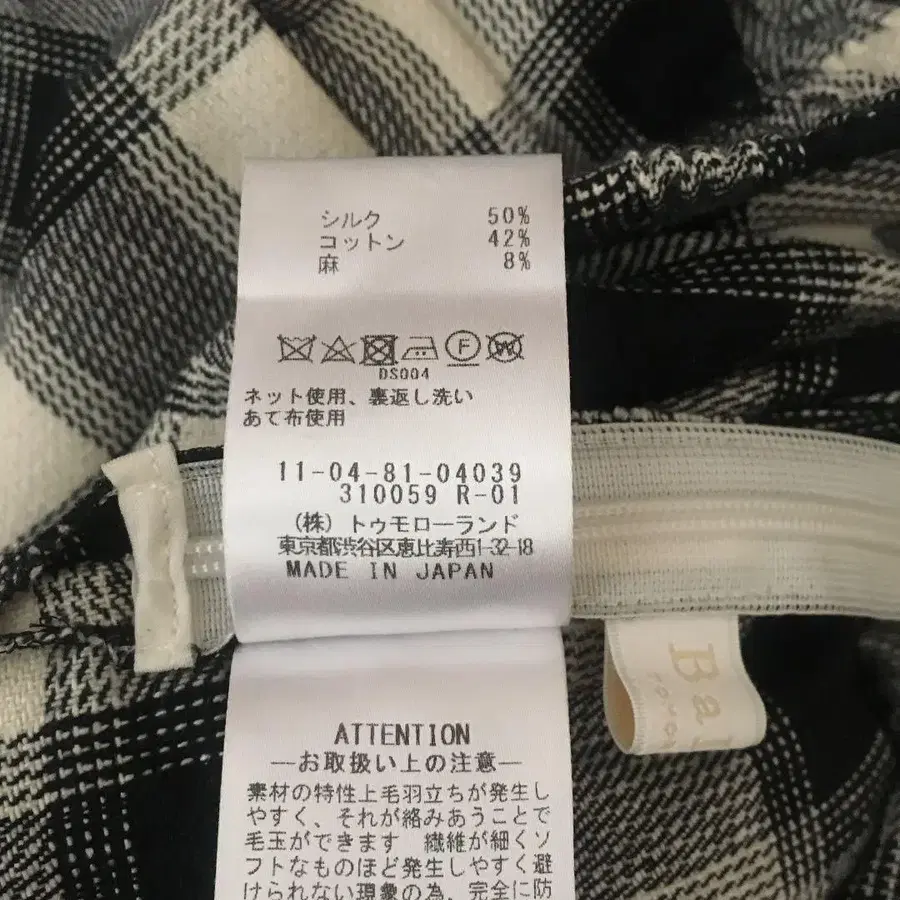 シルク 50%
コットン 42%
麻 8%
DS004
ネット使用、裏返し洗い
あて布使用
11-04-81-04039
310059 R-01
(株) トゥモローランド
東京都渋谷区恵比寿西1-32-18
MADE IN JAPAN
ATTENTION
―お取扱い上の注意―
素材の特性上毛羽立ちが発生し
やすく、それが絡みあうことで
毛玉ができます 繊維が細くソ
フトなものほど発生しやすく避
けられない現象の為、完全に防